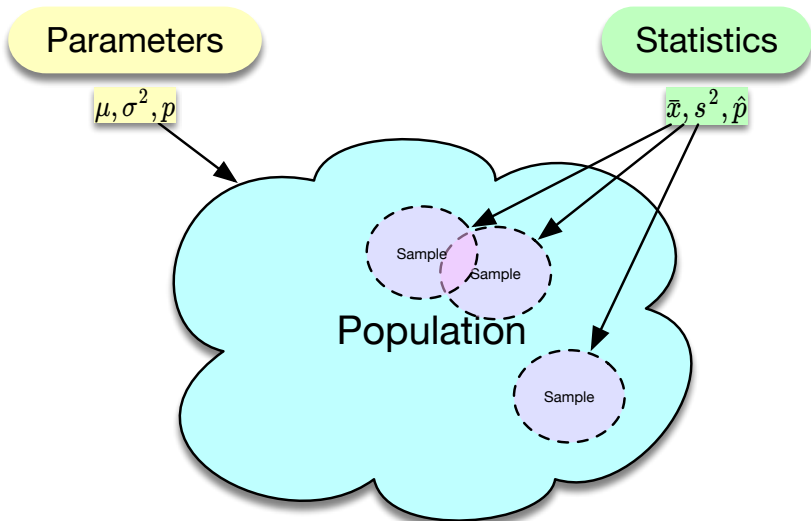 Parameters
Statistics
μ, σ², p
x̄, s², p̂
Sample
Sample
Population
Sample